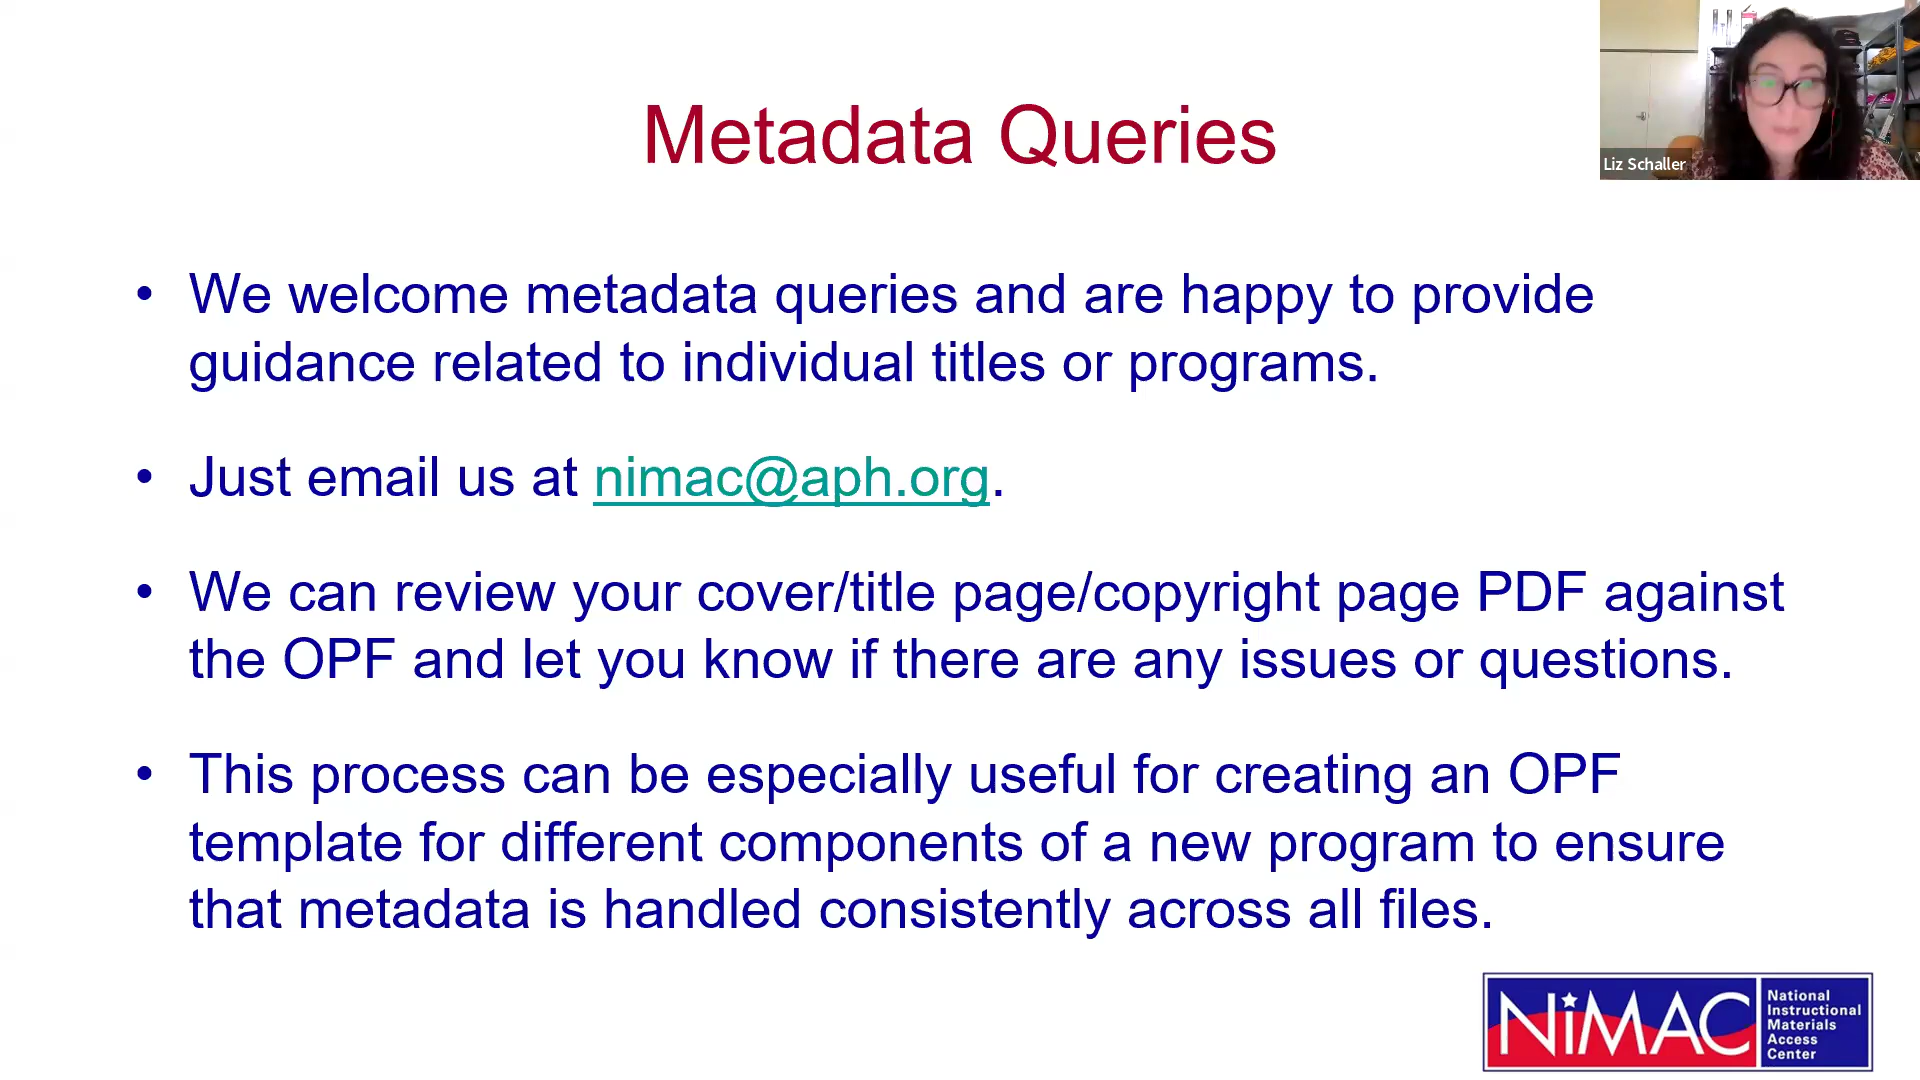 Metadata Queries
Liz Schaller
• We welcome metadata queries and are happy to provide
guidance related to individual titles or programs.
• Just email us at nimac@aph.org.
• We can review your cover/title page/copyright page PDF against
the OPF and let you know if there are any issues or questions.
• This process can be especially useful for creating an OPF
template for different components of a new program to ensure
that metadata is handled consistently across all files.
NiMAC
National
Instructional
Materials
Access
Center